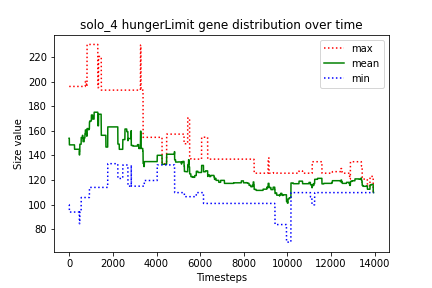 solo_4 hungerLimit gene distribution over time
max
mean
min
Size value
220
200
180
160
140
120
100
80
0 2000 4000 6000 8000 10000 12000 14000
Timesteps